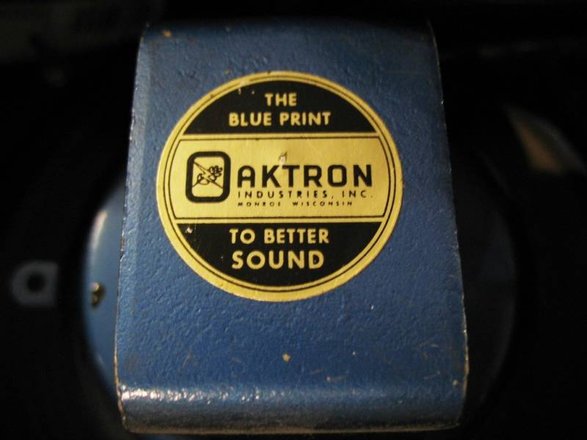 THE
BLUE PRINT
OAKTRON
INDUSTRIES, INC.
MONROE WISCONSIN
TO BETTER
SOUND